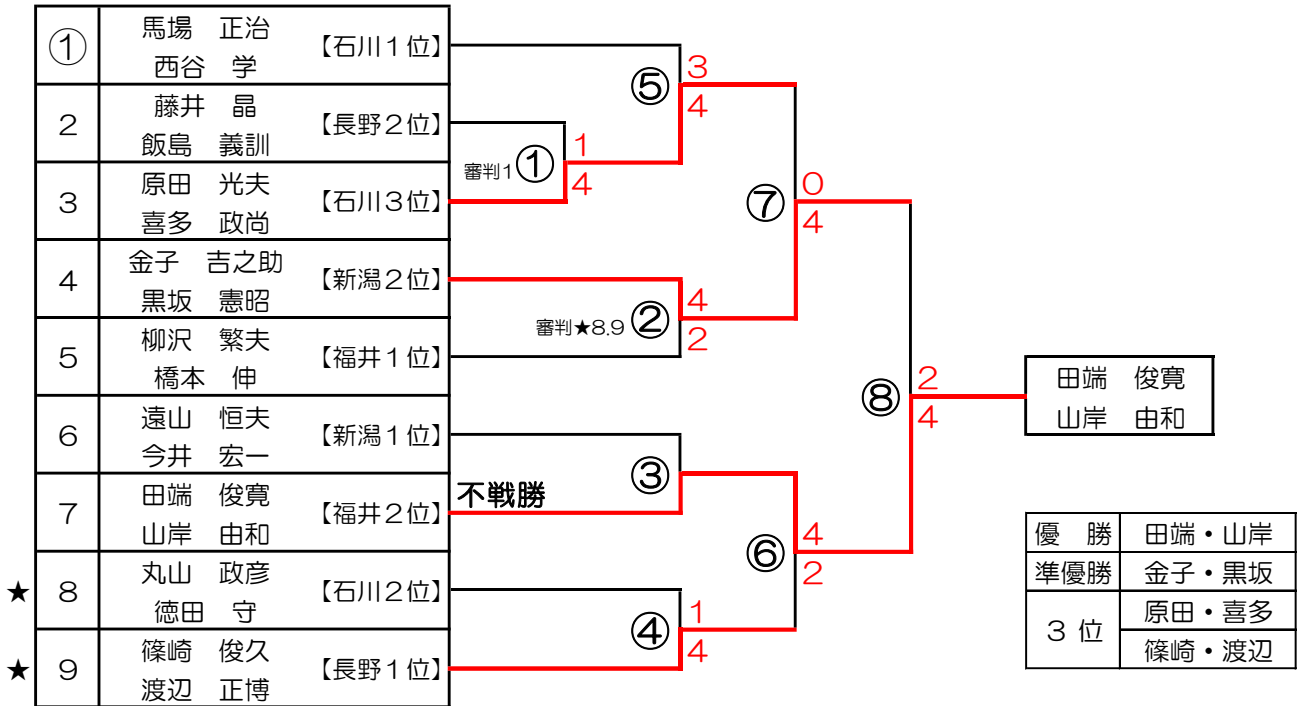 ① 馬場 正治 【石川1位】
西谷 学
2 藤井 晶 【長野2位】
飯島 義訓
3 原田 光夫 【石川3位】
喜多 政尚
4 金子 吉之助 【新潟2位】
黒坂 憲昭
5 柳沢 繁夫 【福井1位】
橋本 伸
6 遠山 恒夫 【新潟1位】
今井 宏一
7 田端 俊寛 【福井2位】
山岸 由和
★ 8 丸山 政彦 【石川2位】
徳田 守
★ 9 篠崎 俊久 【長野1位】
渡辺 正博
審判1 ①
1
4
審判★8.9 ②
4
2
不戦勝
③
④
1
4
⑤
3
4
⑥
4
2
⑦
0
4
⑧
2
4
田端 俊寛
山岸 由和
優 勝 田端・山岸
準優勝 金子・黒坂
3 位 原田・喜多
篠崎・渡辺